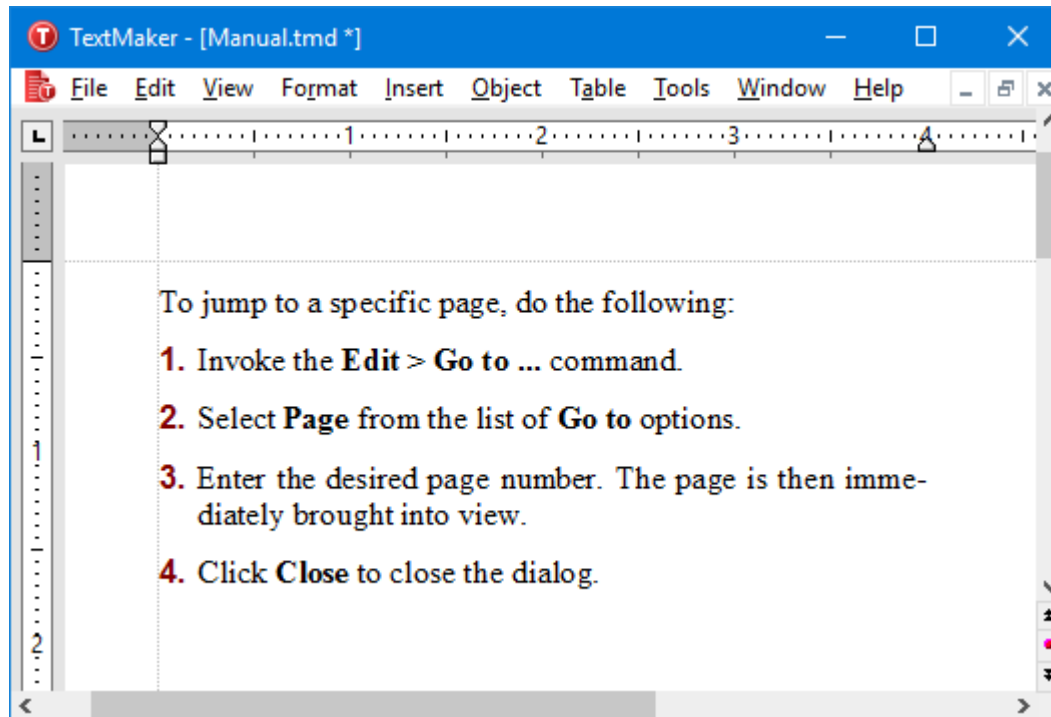 TextMaker - [Manual.tmd *]
File Edit View Format Insert Object Table Tools Window Help
L 1 2 3 4
To jump to a specific page, do the following:
1. Invoke the Edit > Go to ... command.
2. Select Page from the list of Go to options.
1
3. Enter the desired page number. The page is then imme-
diately brought into view.
4. Click Close to close the dialog.
2